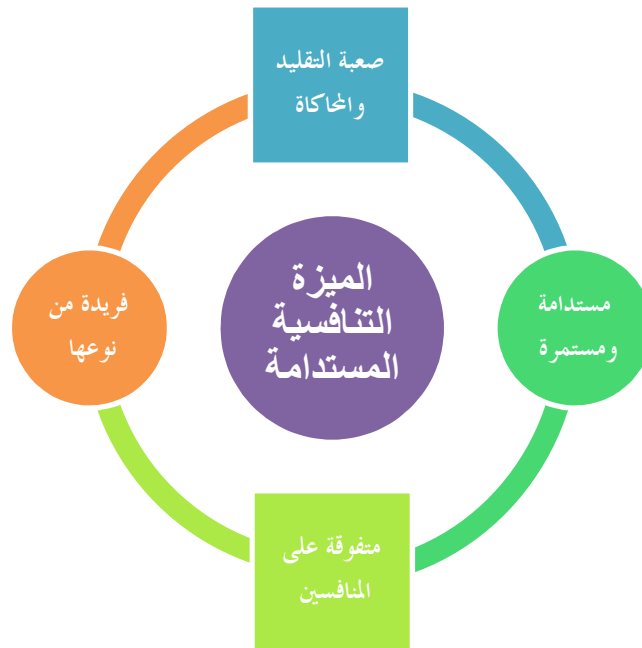 صعبة التقليد
والمحاكاة
الميزة
التنافسية
المستدامة
مستدامة
ومستمرة
فريدة من
نوعها
متفوقة على
المنافسين